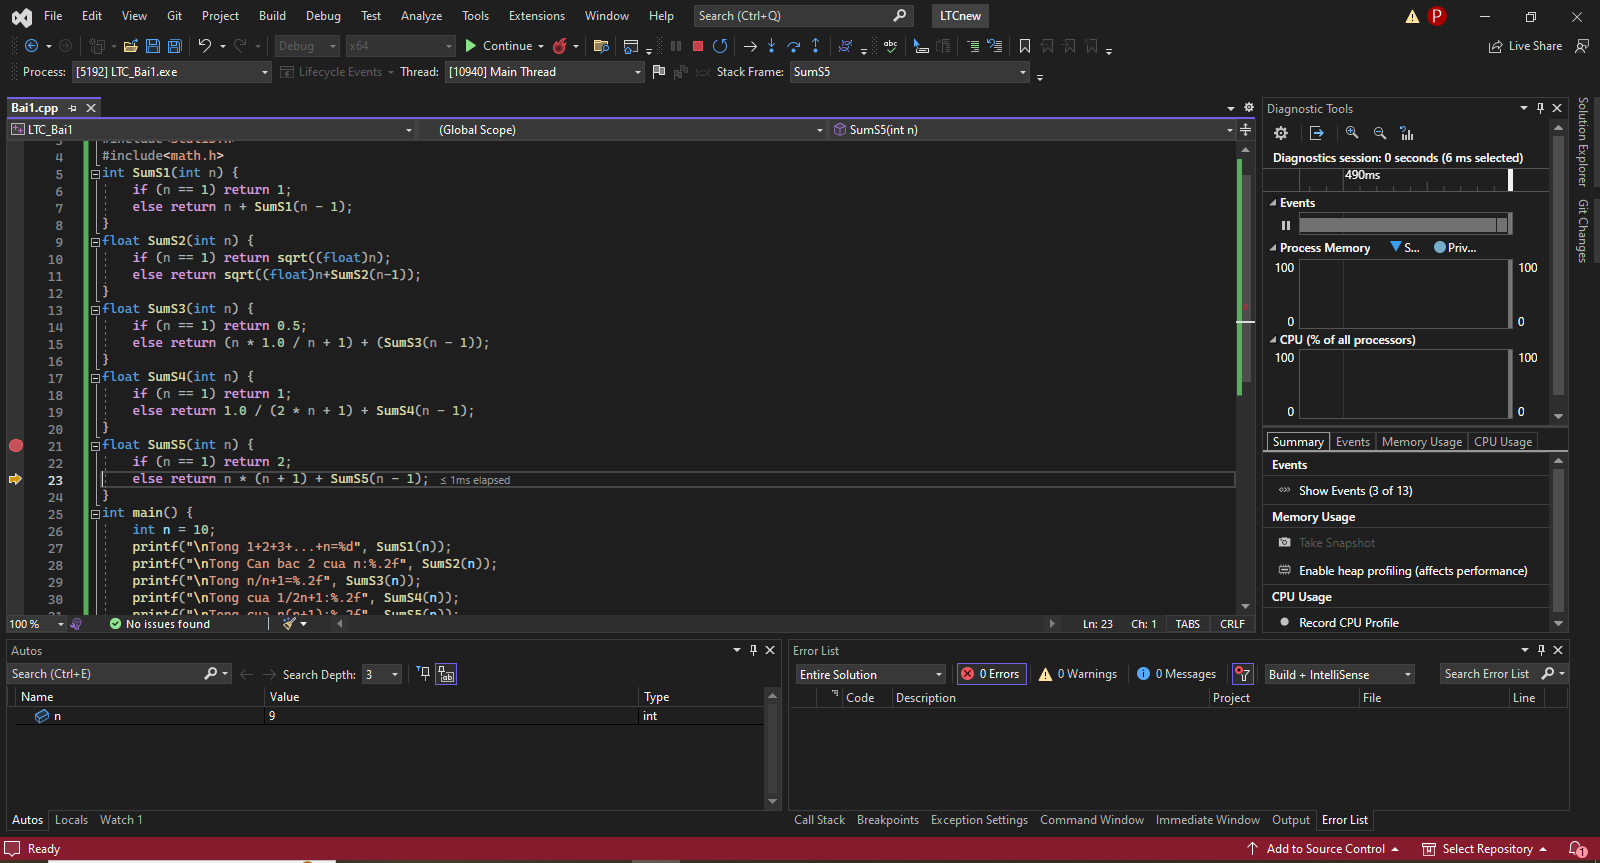 File Edit View Git Project Build Debug Test Analyze Tools Extensions Window Help Search (Ctrl+Q) LTCnew P
Debug x64 Continue abc Live Share
Process: [5192] LTC_Bai1.exe Lifecycle Events Thread: [10940] Main Thread Stack Frame: SumS5
Bai1.cpp
LTC_Bai1 (Global Scope) SumS5(int n)
4 #include<math.h>
5 int SumS1(int n) {
6 if (n == 1) return 1;
7 else return n + SumS1(n - 1);
8 }
9 float SumS2(int n) {
10 if (n == 1) return sqrt((float)n);
11 else return sqrt((float)n+SumS2(n-1));
12 }
13 float SumS3(int n) {
14 if (n == 1) return 0.5;
15 else return (n * 1.0 / n + 1) + (SumS3(n - 1));
16 }
17 float SumS4(int n) {
18 if (n == 1) return 1;
19 else return 1.0 / (2 * n + 1) + SumS4(n - 1);
20 }
21 float SumS5(int n) {
22 if (n == 1) return 2;
23 else return n * (n + 1) + SumS5(n - 1); ≤ 1ms elapsed
24 }
25 int main() {
26 int n = 10;
27 printf("\nTong 1+2+3+...+n=%d", SumS1(n));
28 printf("\nTong Can bac 2 cua n:%.2f", SumS2(n));
29 printf("\nTong n/n+1=%.2f", SumS3(n));
30 printf("\nTong cua 1/2n+1:%.2f", SumS4(n));
printf("\nTong cua n(n+1):%.2f", SumS5(n));
100 % No issues found Ln: 23 Ch: 1 TABS CRLF
Diagnostic Tools
Diagnostics session: 0 seconds (6 ms selected)
490ms
Events
Process Memory S... Priv...
100 100
0 0
CPU (% of all processors)
100 100
0 0
Summary Events Memory Usage CPU Usage
Events
Show Events (3 of 13)
Memory Usage
Take Snapshot
Enable heap profiling (affects performance)
CPU Usage
Record CPU Profile
Solution Explorer
Git Changes
Autos
Search (Ctrl+E) Search Depth: 3
Name Value Type
n 9 int
Autos Locals Watch 1
Error List
Entire Solution 0 Errors 0 Warnings 0 Messages Build + IntelliSense Search Error List
Code Description Project File Line
Call Stack Breakpoints Exception Settings Command Window Immediate Window Output Error List
Ready Add to Source Control Select Repository 1